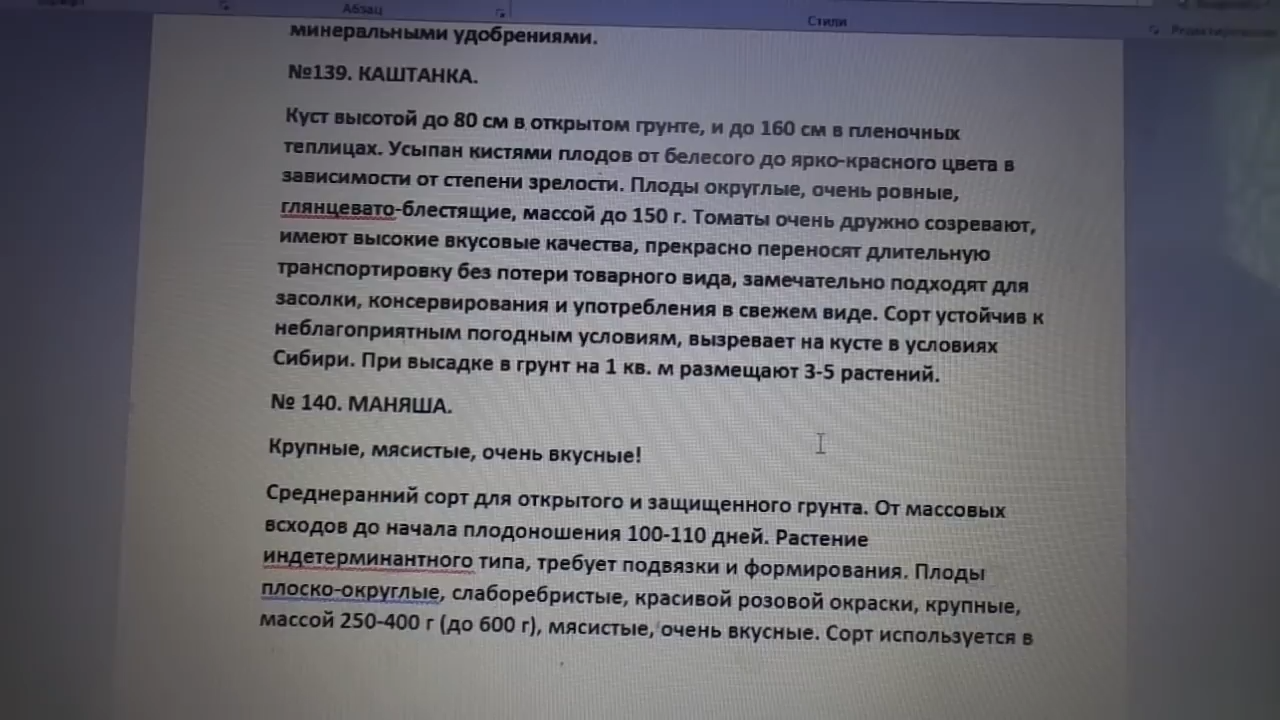 Абзац
Стили
Редактирование
минеральными удобрениями.
№139. КАШТАНКА.
Куст высотой до 80 см в открытом грунте, и до 160 см в пленочных
теплицах. Усыпан кистями плодов от белесого до ярко-красного цвета в
зависимости от степени зрелости. Плоды округлые, очень ровные,
глянцевато-блестящие, массой до 150 г. Томаты очень дружно созревают,
имеют высокие вкусовые качества, прекрасно переносят длительную
транспортировку без потери товарного вида, замечательно подходят для
засолки, консервирования и употребления в свежем виде. Сорт устойчив к
неблагоприятным погодным условиям, вызревает на кусте в условиях
Сибири. При высадке в грунт на 1 кв. м размещают 3-5 растений.
№ 140. МАНЯША.
Крупные, мясистые, очень вкусные!
Среднеранний сорт для открытого и защищенного грунта. От массовых
всходов до начала плодоношения 100-110 дней. Растение
индетерминантного типа, требует подвязки и формирования. Плоды
плоско-округлые, слаборебристые, красивой розовой окраски, крупные,
массой 250-400 г (до 600 г), мясистые, очень вкусные. Сорт используется в